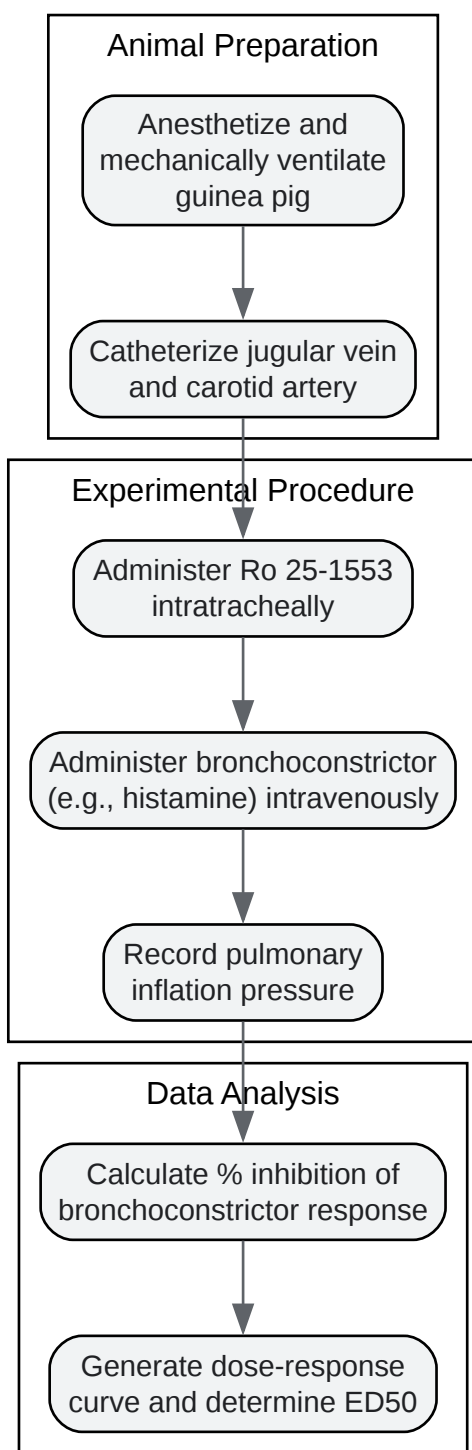 Animal Preparation
Anesthetize and
mechanically ventilate
guinea pig
Catheterize jugular vein
and carotid artery
Experimental Procedure
Administer Ro 25-1553
intratracheally
Administer bronchoconstrictor
(e.g., histamine) intravenously
Record pulmonary
inflation pressure
Data Analysis
Calculate % inhibition of
bronchoconstrictor response
Generate dose-response
curve and determine ED50